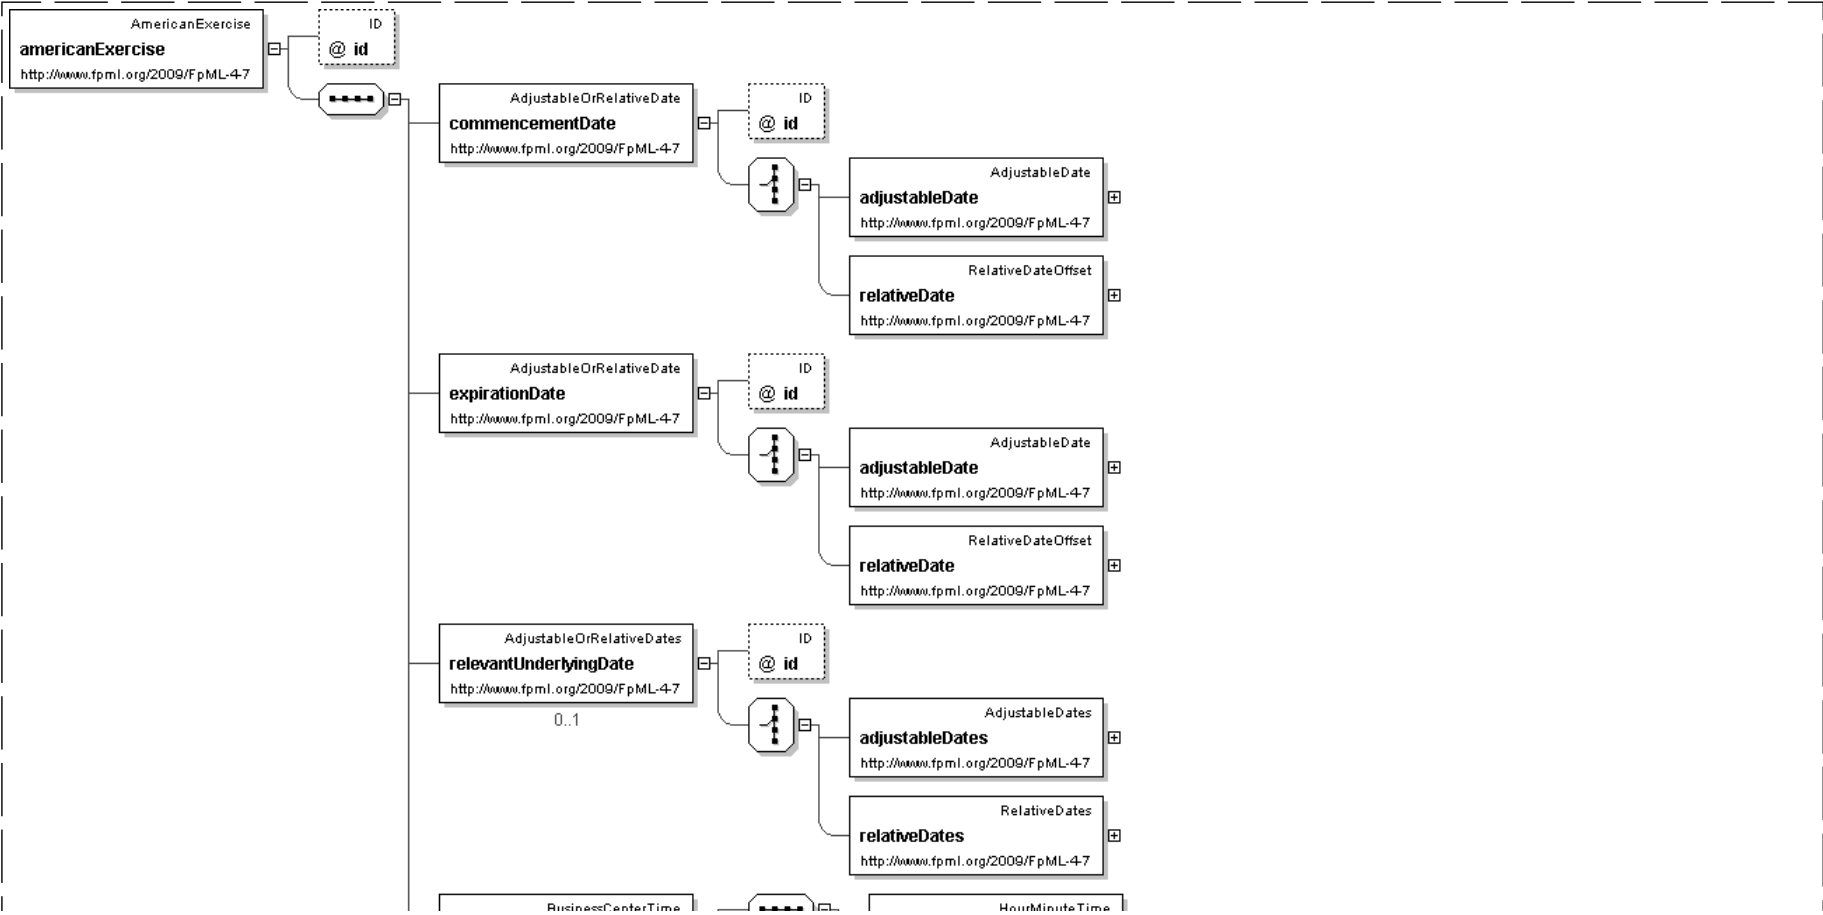 AmericanExercise
americanExercise
http://www.fpml.org/2009/FpML-4-7
ID
@ id
AdjustableOrRelativeDate
commencementDate
http://www.fpml.org/2009/FpML-4-7
ID
@ id
AdjustableDate
adjustableDate
http://www.fpml.org/2009/FpML-4-7
RelativeDateOffset
relativeDate
http://www.fpml.org/2009/FpML-4-7
AdjustableOrRelativeDate
expirationDate
http://www.fpml.org/2009/FpML-4-7
ID
@ id
AdjustableDate
adjustableDate
http://www.fpml.org/2009/FpML-4-7
RelativeDateOffset
relativeDate
http://www.fpml.org/2009/FpML-4-7
AdjustableOrRelativeDates
relevantUnderlyingDate
http://www.fpml.org/2009/FpML-4-7
0..1
ID
@ id
AdjustableDates
adjustableDates
http://www.fpml.org/2009/FpML-4-7
RelativeDates
relativeDates
http://www.fpml.org/2009/FpML-4-7
BusinessCenterTime
HourMinuteTime